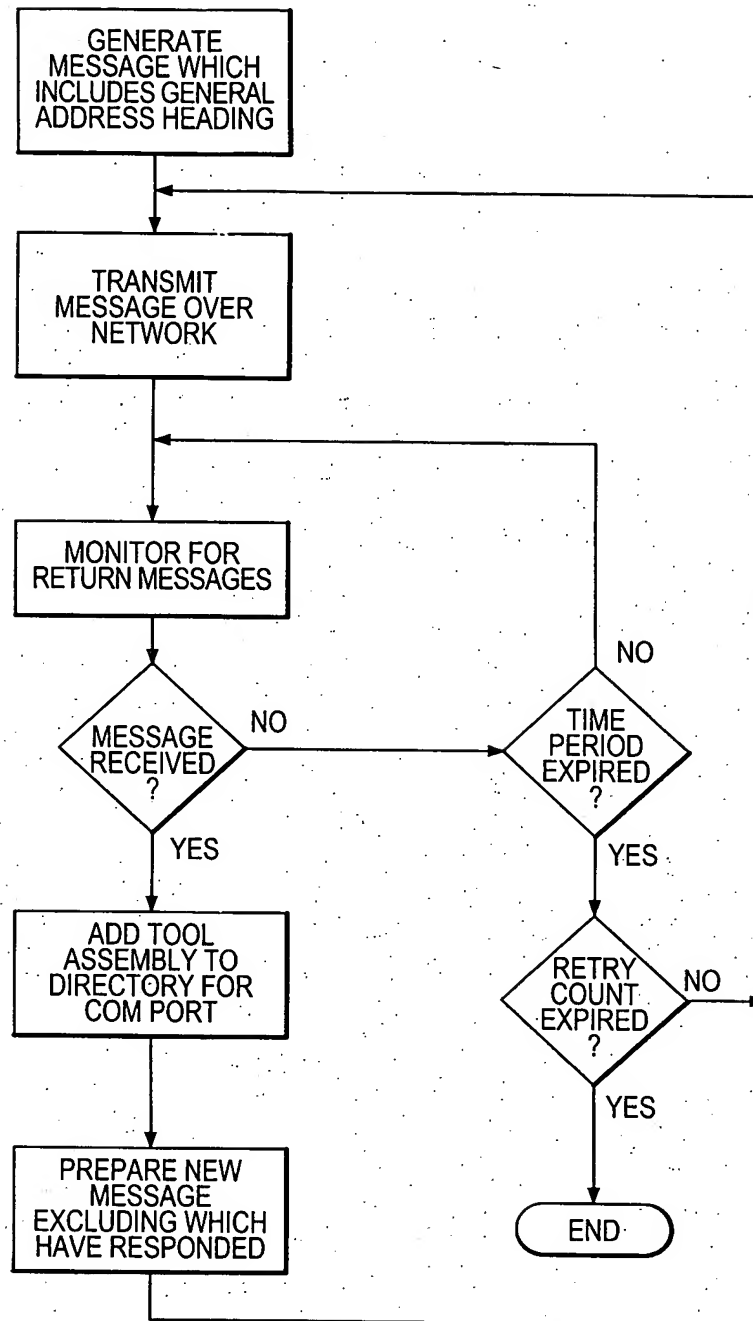 GENERATE
MESSAGE WHICH
INCLUDES GENERAL
ADDRESS HEADING
TRANSMIT
MESSAGE OVER
NETWORK
MONITOR FOR
RETURN MESSAGES
MESSAGE
RECEIVED
?
NO
YES
TIME
PERIOD
EXPIRED
?
NO
YES
ADD TOOL
ASSEMBLY TO
DIRECTORY FOR
COM PORT
RETRY
COUNT
EXPIRED
?
NO
YES
PREPARE NEW
MESSAGE
EXCLUDING WHICH
HAVE RESPONDED
END